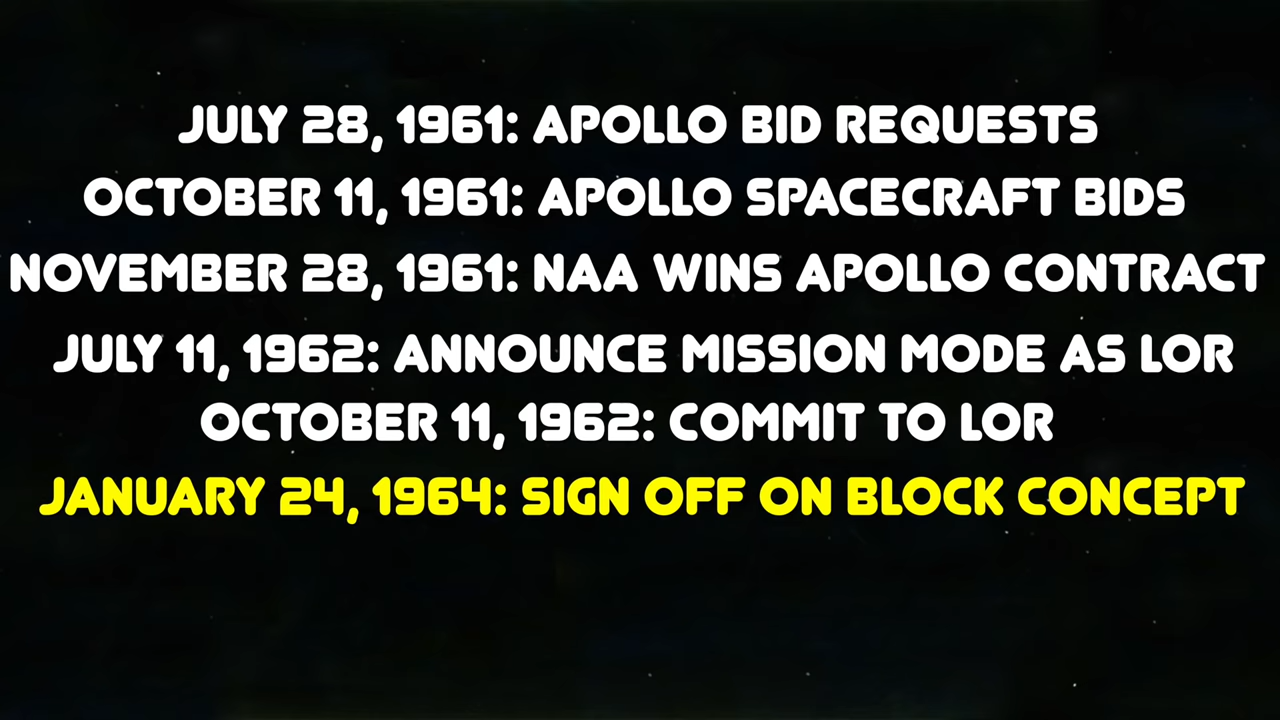 JULY 28, 1961: APOLLO BID REQUESTS
OCTOBER 11, 1961: APOLLO SPACECRAFT BIDS
NOVEMBER 28, 1961: NAA WINS APOLLO CONTRACT
JULY 11, 1962: ANNOUNCE MISSION MODE AS LOR
OCTOBER 11, 1962: COMMIT TO LOR
JANUARY 24, 1964: SIGN OFF ON BLOCK CONCEPT